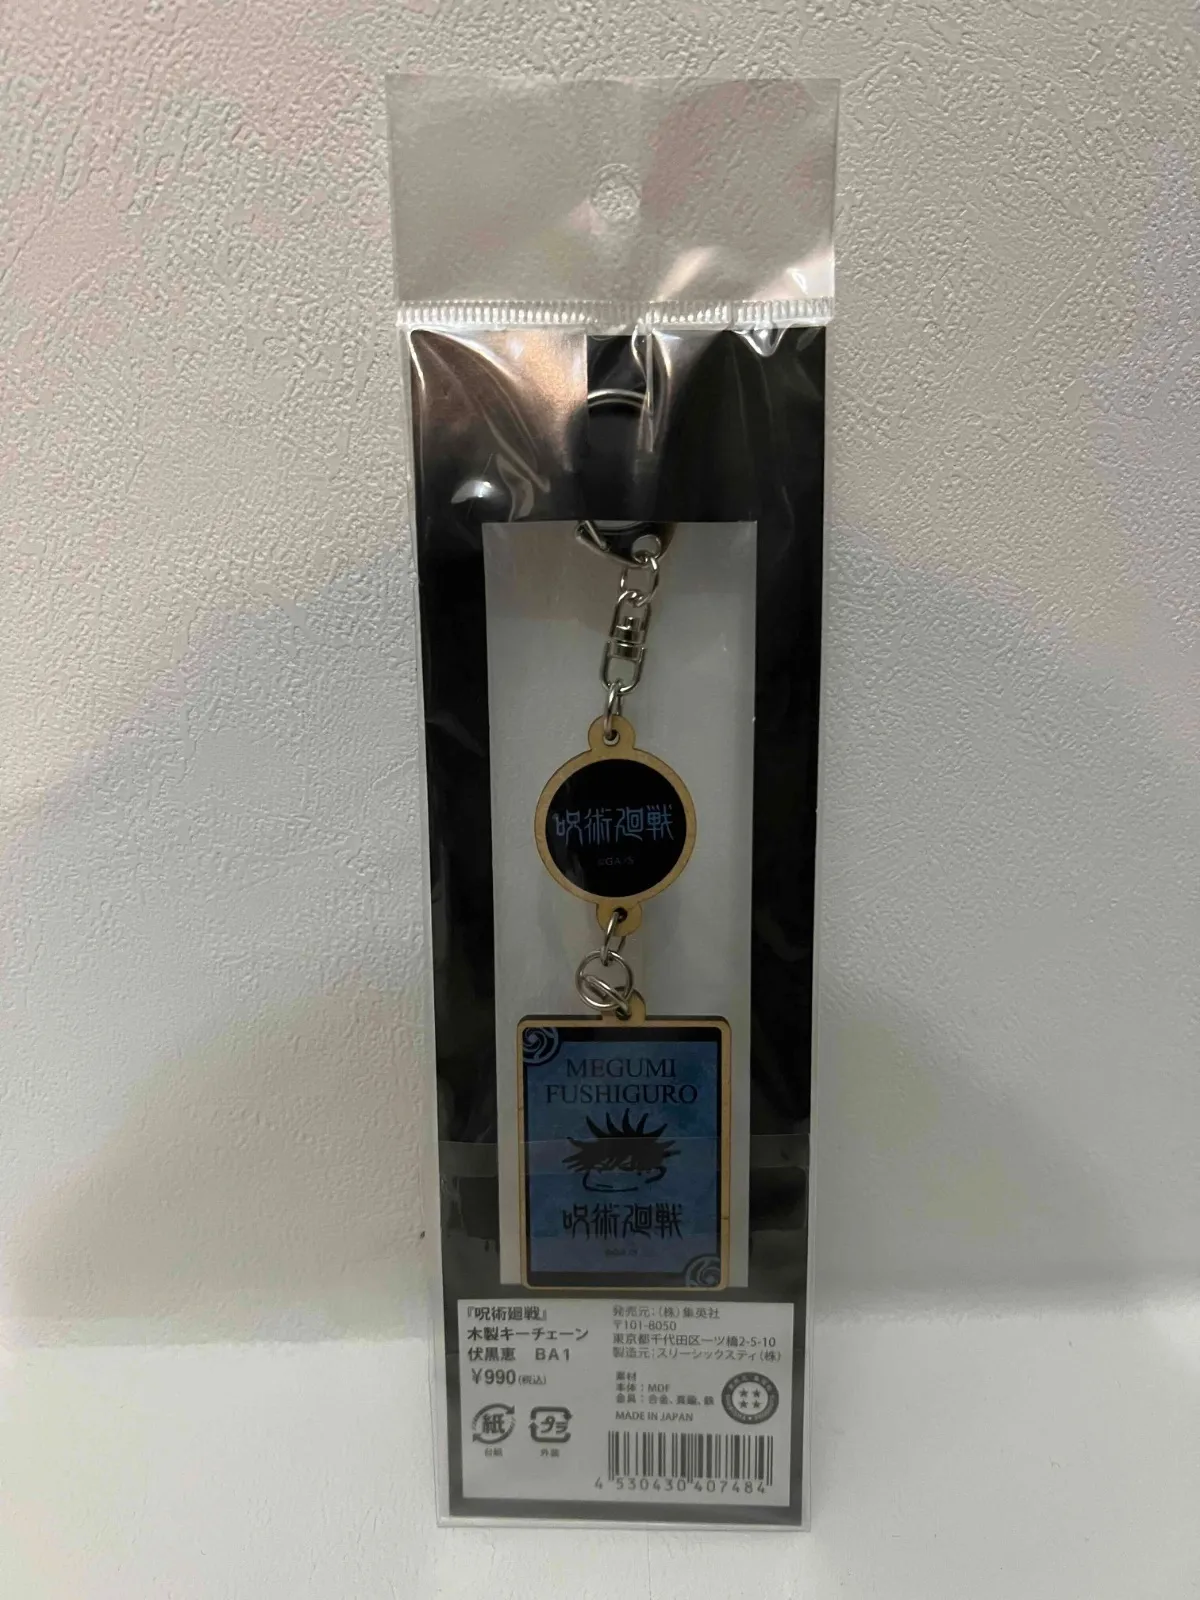 呪術廻戦
©GA/S
MEGUMI
FUSHIGURO
呪術廻戦
『呪術廻戦』
木製キーチェーン
伏黒恵 BA1
¥990(税込)
紙
台紙
プラ
外装
発売元:(株)集英社
〒101-8050
東京都千代田区一ツ橋2-5-10
製造元:スリーシックスティ(株)
素材
本体:MDF
金具:合金、真鍮、鉄
MADE IN JAPAN
4 530430 407484